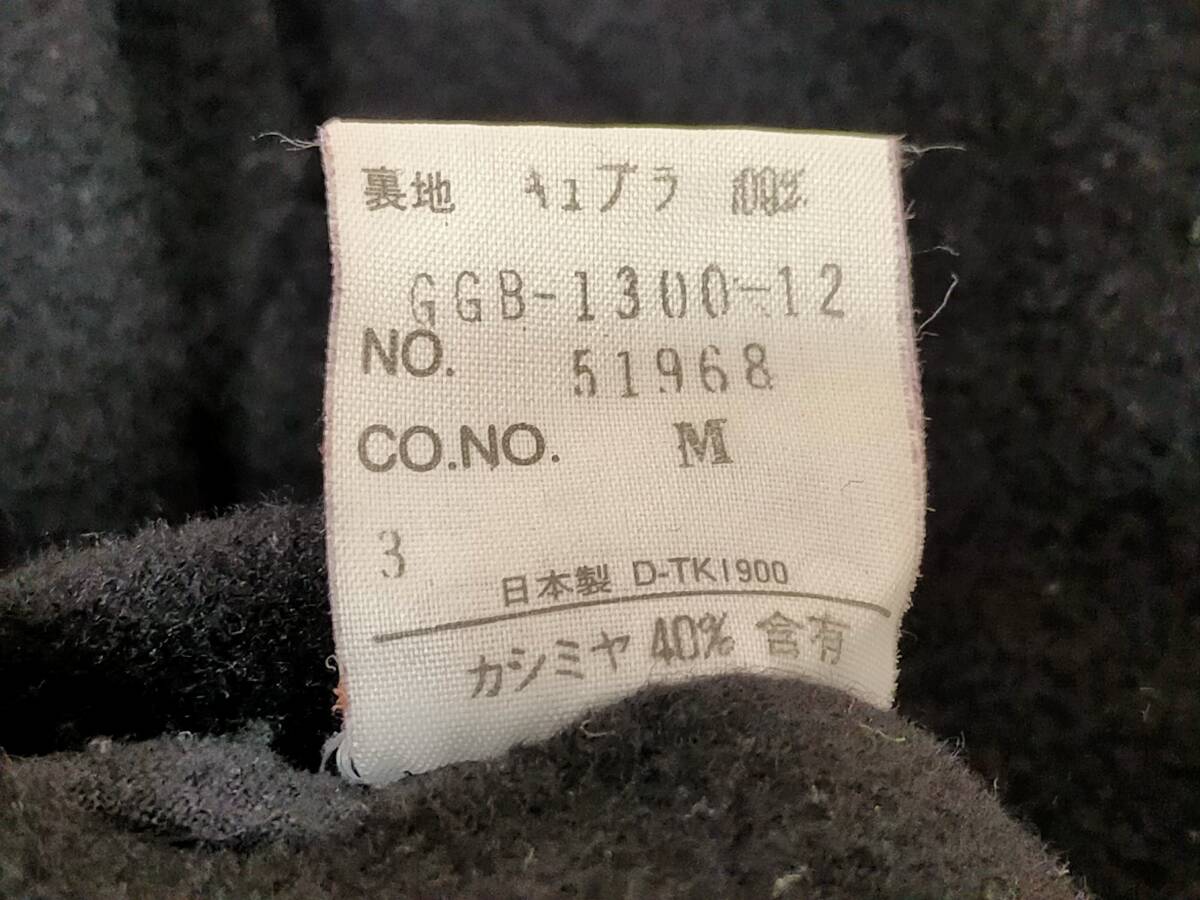 裏地 キュプラ 100%
GGB-1300-12
NO. 51968
CO.NO. M
3
日本製 D-TK1900
カシミヤ 40% 含有